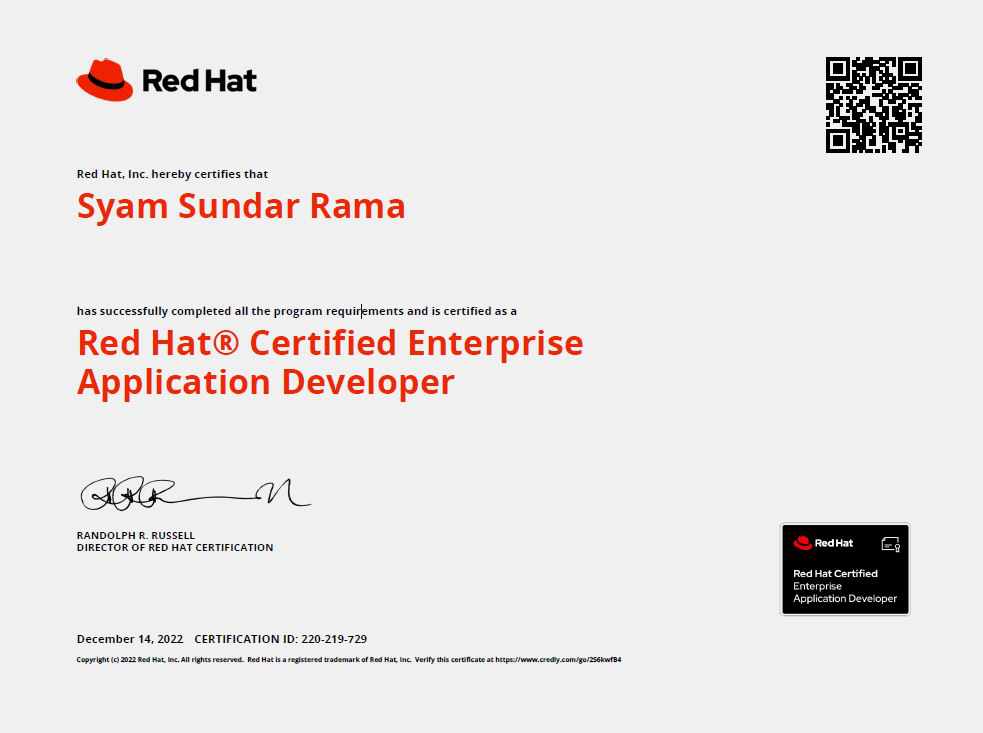 Red Hat
Red Hat, Inc. hereby certifies that
Syam Sundar Rama
has successfully completed all the program requirements and is certified as a
Red Hat® Certified Enterprise
Application Developer
RANDOLPH R. RUSSELL
DIRECTOR OF RED HAT CERTIFICATION
Red Hat
Red Hat Certified
Enterprise
Application Developer
December 14, 2022 CERTIFICATION ID: 220-219-729
Copyright (c) 2022 Red Hat, Inc. All rights reserved. Red Hat is a registered trademark of Red Hat, Inc. Verify this certificate at https://www.credly.com/go/2S6kwfB4